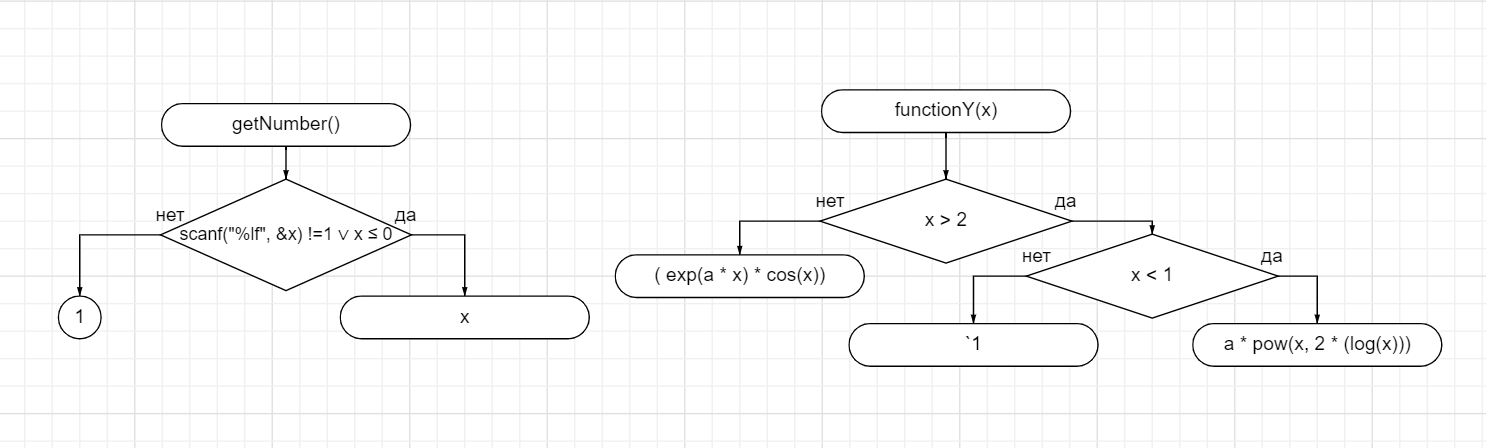 getNumber()
нет
да
scanf("%lf", &x) !=1 ∨ x ≤ 0
1
x
functionY(x)
нет
да
x > 2
( exp(a * x) * cos(x))
нет
да
x < 1
`1
a * pow(x, 2 * (log(x)))